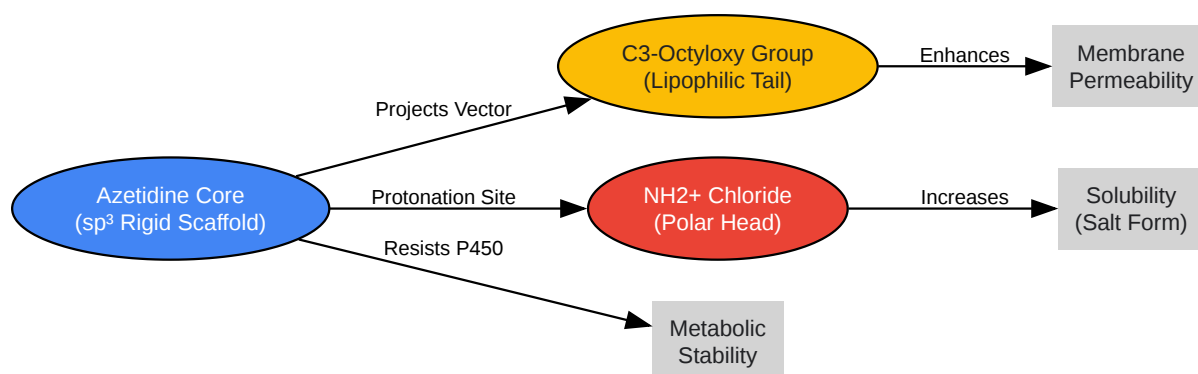 C3-Octyloxy Group
(Lipophilic Tail)
Enhances
Membrane
Permeability
Projects Vector
Azetidine Core
(sp³ Rigid Scaffold)
Protonation Site
NH2+ Chloride
(Polar Head)
Increases
Solubility
(Salt Form)
Resists P450
Metabolic
Stability